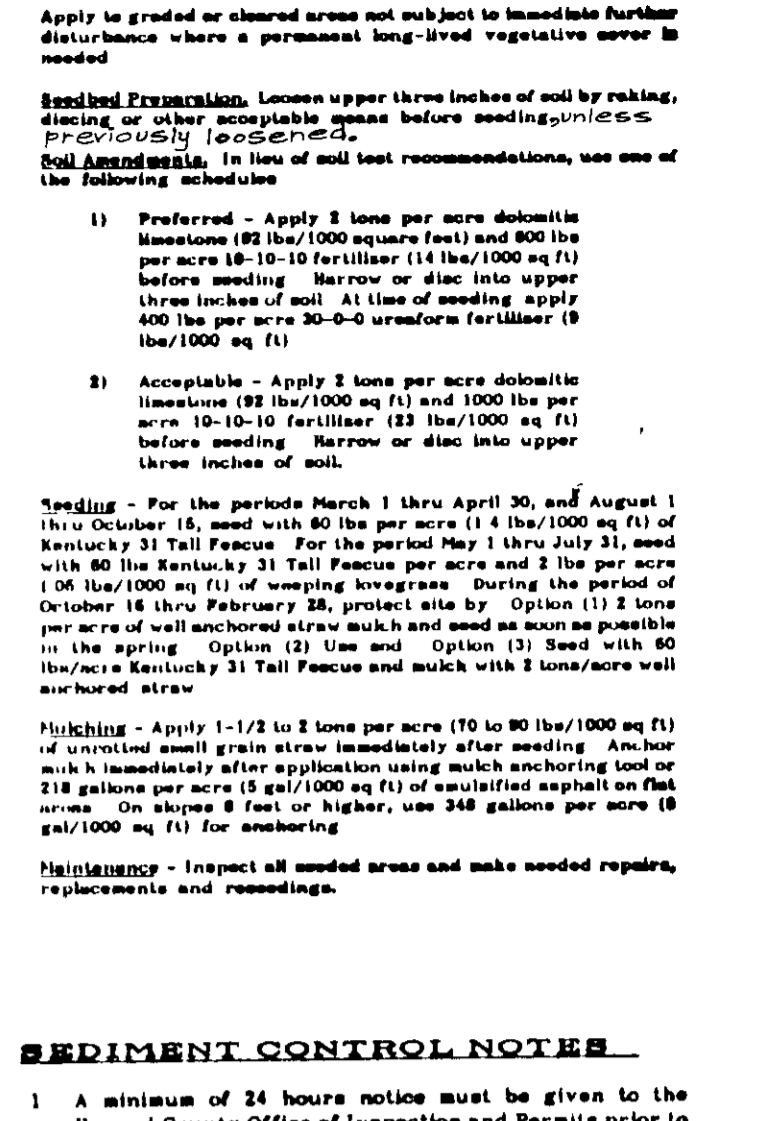 Apply to graded or cleared areas not subject to immediate further
disturbance where a permanent long-lived vegetative cover is
needed
Seedbed Preparation. Loosen upper three inches of soil by raking,
discing or other acceptable means before seeding, unless
previously loosened.
Soil Amendments. In lieu of soil test recommendations, use one of
the following schedules
1) Preferred - Apply 2 tons per acre dolomitic
limestone (92 lbs/1000 square feet) and 600 lbs
per acre 10-10-10 fertilizer (14 lbs/1000 sq ft)
before seeding Harrow or disc into upper
three inches of soil At time of seeding apply
400 lbs per acre 30-0-0 ureaform fertilizer (9
lbs/1000 sq ft)
2) Acceptable - Apply 2 tons per acre dolomitic
limestone (92 lbs/1000 sq ft) and 1000 lbs per
acre 10-10-10 fertilizer (23 lbs/1000 sq ft)
before seeding Harrow or disc into upper
three inches of soil.
Seeding - For the periods March 1 thru April 30, and August 1
thru October 15, seed with 60 lbs per acre (1 4 lbs/1000 sq ft) of
Kentucky 31 Tall Fescue For the period May 1 thru July 31, seed
with 60 lbs Kentucky 31 Tall Fescue per acre and 2 lbs per acre
( 05 lbs/1000 sq ft) of weeping lovegrass During the period of
October 16 thru February 28, protect site by Option (1) 2 tons
per acre of well anchored straw mulch and seed as soon as possible
in the spring Option (2) Use sod Option (3) Seed with 60
lbs/acre Kentucky 31 Tall Fescue and mulch with 2 tons/acre well
anchored straw
Mulching - Apply 1-1/2 to 2 tons per acre (70 to 90 lbs/1000 sq ft)
of unrotted small grain straw immediately after seeding Anchor
mulch immediately after application using mulch anchoring tool or
218 gallons per acre (5 gal/1000 sq ft) of emulsified asphalt on flat
areas On slopes 8 feet or higher, use 348 gallons per acre (8
gal/1000 sq ft) for anchoring
Maintenance - Inspect all seeded areas and make needed repairs,
replacements and reseedings.
SEDIMENT CONTROL NOTES
1 A minimum of 24 hours notice must be given to the
County Office of Inspection and Permits prior to